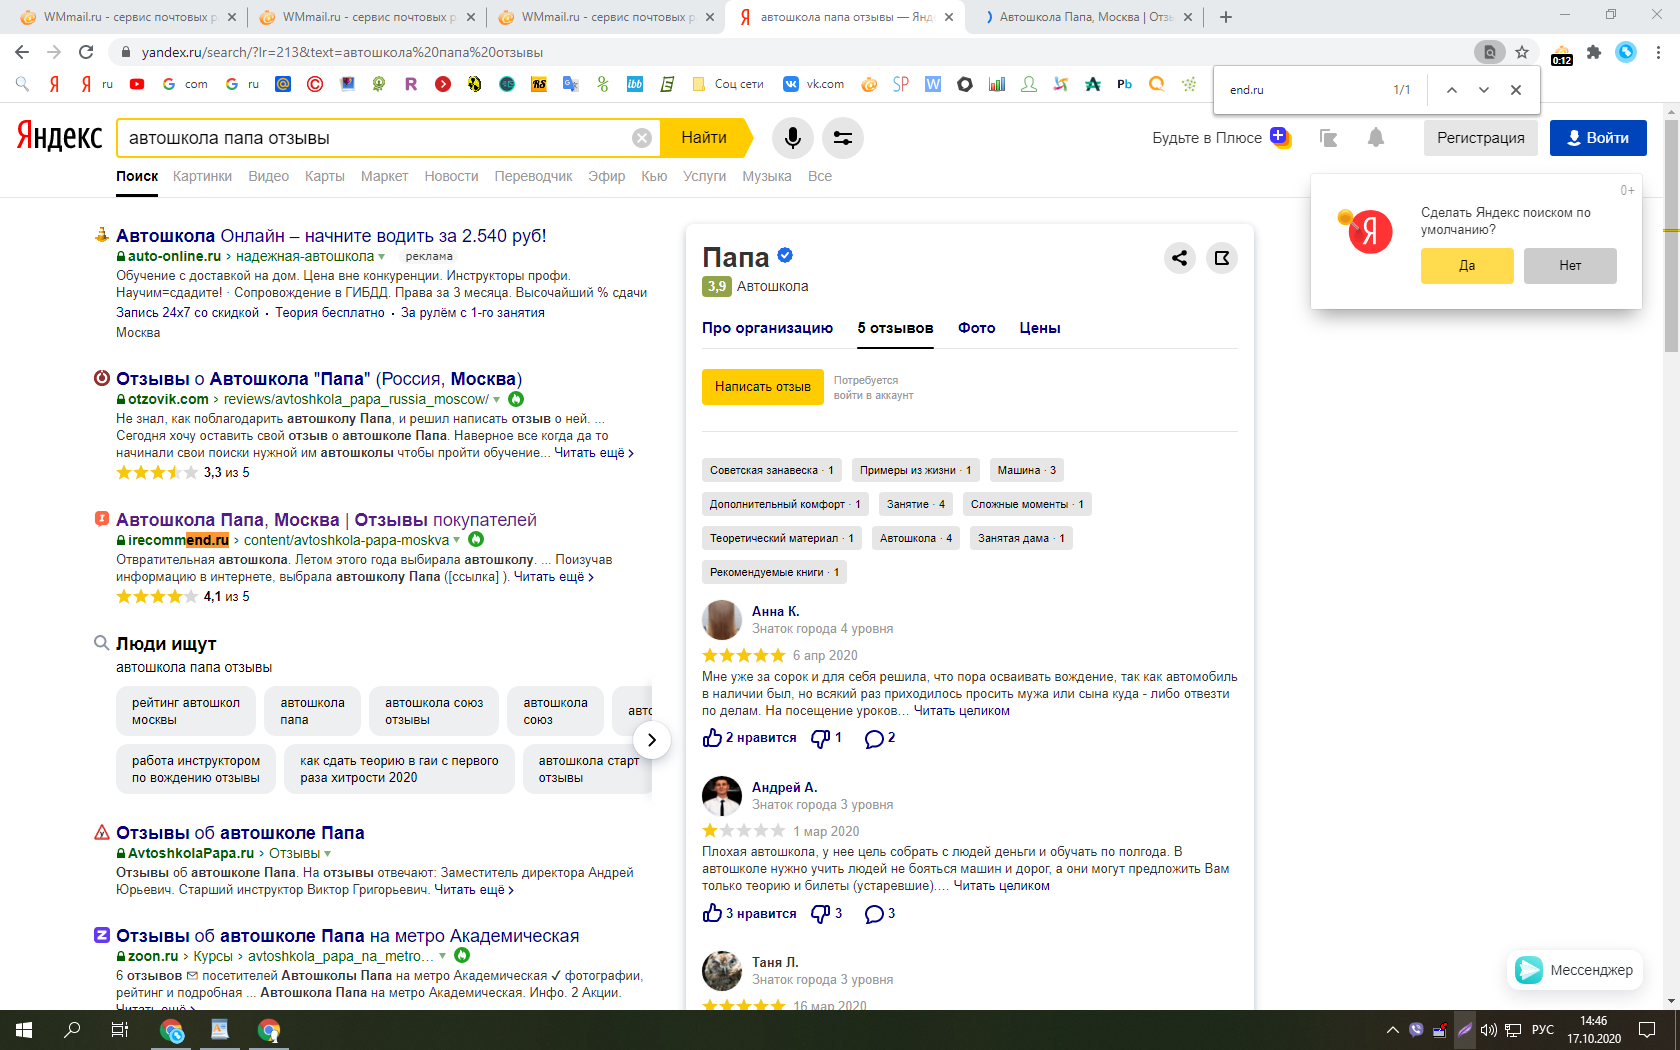 WMmail.ru - сервис почтовых р
WMmail.ru - сервис почтовых р
WMmail.ru - сервис почтовых р
автошкола папа отзывы — Янд
Автошкола Папа, Москва | Отз
yandex.ru/search/?lr=213&text=автошкола%20папа%20отзывы
0:12
ru
com
ru
Соц сети
vk.com
end.ru
1/1
Яндекс
автошкола папа отзывы
Найти
Будьте в Плюсе
Регистрация
Войти
Поиск
Картинки
Видео
Карты
Маркет
Новости
Переводчик
Эфир
Кью
Услуги
Музыка
Все
0+
Сделать Яндекс поиском по
умолчанию?
Да
Нет
Автошкола Онлайн – начните водить за 2.540 руб!
auto-online.ru › надежная-автошкола
реклама
Обучение с доставкой на дом. Цена вне конкуренции. Инструкторы профи.
Научим=сдадите! · Сопровождение в ГИБДД. Права за 3 месяца. Высочайший % сдачи
Запись 24х7 со скидкой • Теория бесплатно • За рулём с 1-го занятия
Москва
Отзывы о Автошкола "Папа" (Россия, Москва)
otzovik.com › reviews/avtoshkola_papa_russia_moscow/
Не знал, как поблагодарить автошколу Папа, и решил написать отзыв о ней. ...
Сегодня хочу оставить свой отзыв о автошколе Папа. Наверное все когда да то
начинали свои поиски нужной им автошколы чтобы пройти обучение... Читать ещё ›
3,3 из 5
Автошкола Папа, Москва | Отзывы покупателей
irecommend.ru › content/avtoshkola-papa-moskva
Отвратительная автошкола. Летом этого года выбирала автошколу. ... Поизучав
информацию в интернете, выбрала автошколу Папа ([ссылка] ). Читать ещё ›
4,1 из 5
Люди ищут
автошкола папа отзывы
рейтинг автошкол
москвы
автошкола
папа
автошкола союз
отзывы
автошкола
союз
авто
работа инструктором
по вождению отзывы
как сдать теорию в гаи с первого
раза хитрости 2020
автошкола старт
отзывы
Отзывы об автошколе Папа
AvtoshkolaPapa.ru › Отзывы
Отзывы об автошколе Папа. На отзывы отвечают: Заместитель директора Андрей
Юрьевич. Старший инструктор Виктор Григорьевич. Читать ещё ›
Отзывы об автошколе Папа на метро Академическая
zoon.ru › Курсы › avtoshkola_papa_na_metro...
6 отзывов ✉ посетителей Автошколы Папа на метро Академическая ✓ фотографии,
рейтинг и подробная ... Автошкола Папа на метро Академическая. Инфо. 2 Акции.
Читать ещё ›
Папа
3,9 Автошкола
Про организацию
5 отзывов
Фото
Цены
Написать отзыв
Потребуется
войти в аккаунт
Советская занавеска · 1
Примеры из жизни · 1
Машина · 3
Дополнительный комфорт · 1
Занятие · 4
Сложные моменты · 1
Теоретический материал · 1
Автошкола · 4
Занятая дама · 1
Рекомендуемые книги · 1
Анна К.
Знаток города 4 уровня
6 апр 2020
Мне уже за сорок и для себя решила, что пора осваивать вождение, так как автомобиль
в наличии был, но всякий раз приходилось просить мужа или сына куда - либо отвезти
по делам. На посещение уроков… Читать целиком
2 нравится
1
2
Андрей А.
Знаток города 3 уровня
1 мар 2020
Плохая автошкола, у нее цель собрать с людей деньги и обучать по полгода. В
автошколе нужно учить людей не бояться машин и дорог, а они могут предложить Вам
только теорию и билеты (устаревшие).… Читать целиком
3 нравится
3
3
Таня Л.
Знаток города 3 уровня
16 мар 2020
Мессенджер
РУС
14:46
17.10.2020